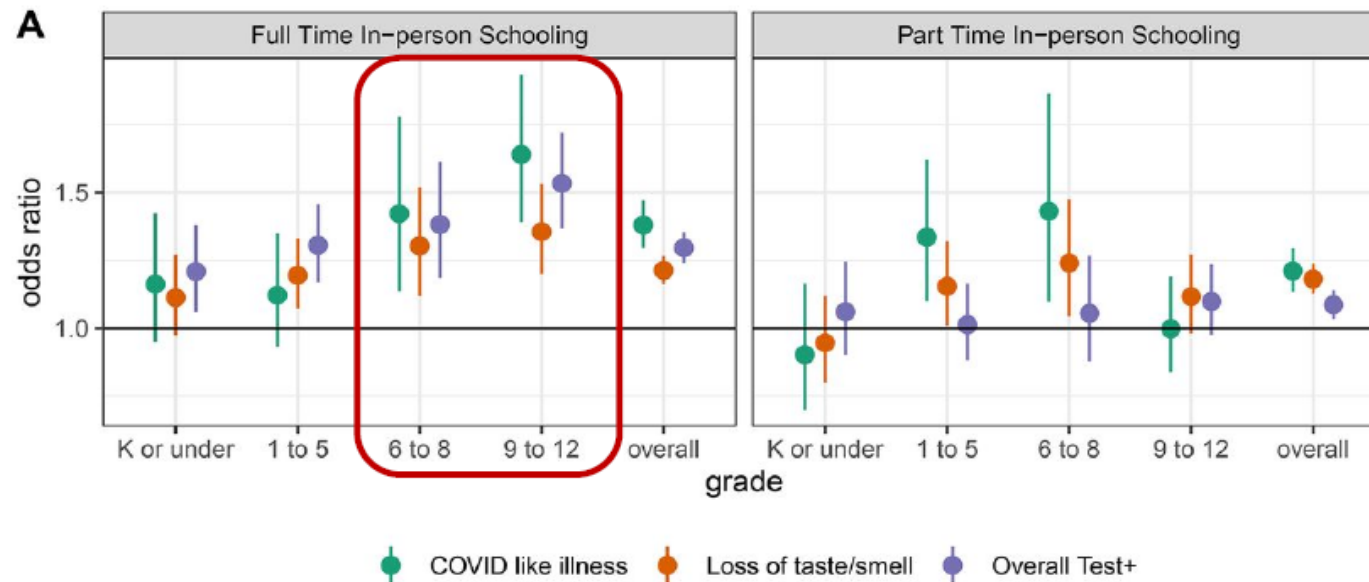 A
Full Time In-person Schooling
Part Time In-person Schooling
odds ratio
1.5
1.0
K or under 1 to 5 6 to 8 9 to 12 overall
K or under 1 to 5 6 to 8 9 to 12 overall
grade
COVID like illness Loss of taste/smell Overall Test+